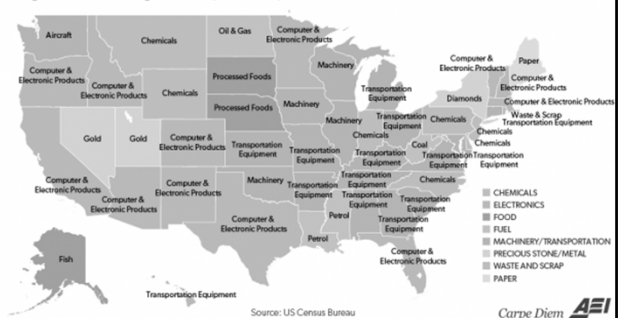 Aircraft
Chemicals
Oil & Gas
Computer &
Electronic Products
Computer &
Electronic Products
Computer &
Electronic Products
Chemicals
Processed Foods
Processed Foods
Machinery
Machinery
Machinery
Transportation
Equipment
Computer &
Electronic Products
Paper
Computer &
Electronic Products
Computer & Electronic Products
Waste & Scrap
Transportation Equipment
Diamonds
Chemicals
Chemicals
Chemicals
Gold
Gold
Computer &
Electronic Products
Transportation
Equipment
Transportation
Equipment
Chemicals
Transportation
Equipment
Coal
Transportation
Equipment
Transportation
Equipment
Transportation
Equipment
Computer &
Electronic Products
Computer &
Electronic Products
Computer &
Electronic Products
Machinery
Transportation
Equipment
Transportation
Equipment
Chemicals
Transportation
Equipment
Transportation
Equipment
Transportation
Equipment
Petrol
Petrol
Computer &
Electronic Products
Computer &
Electronic Products
Fish
Transportation Equipment
CHEMICALS
ELECTRONICS
FOOD
FUEL
MACHINERY/TRANSPORTATION
PRECIOUS STONE/METAL
WASTE AND SCRAP
PAPER
Source: US Census Bureau
Carpe Diem AEI